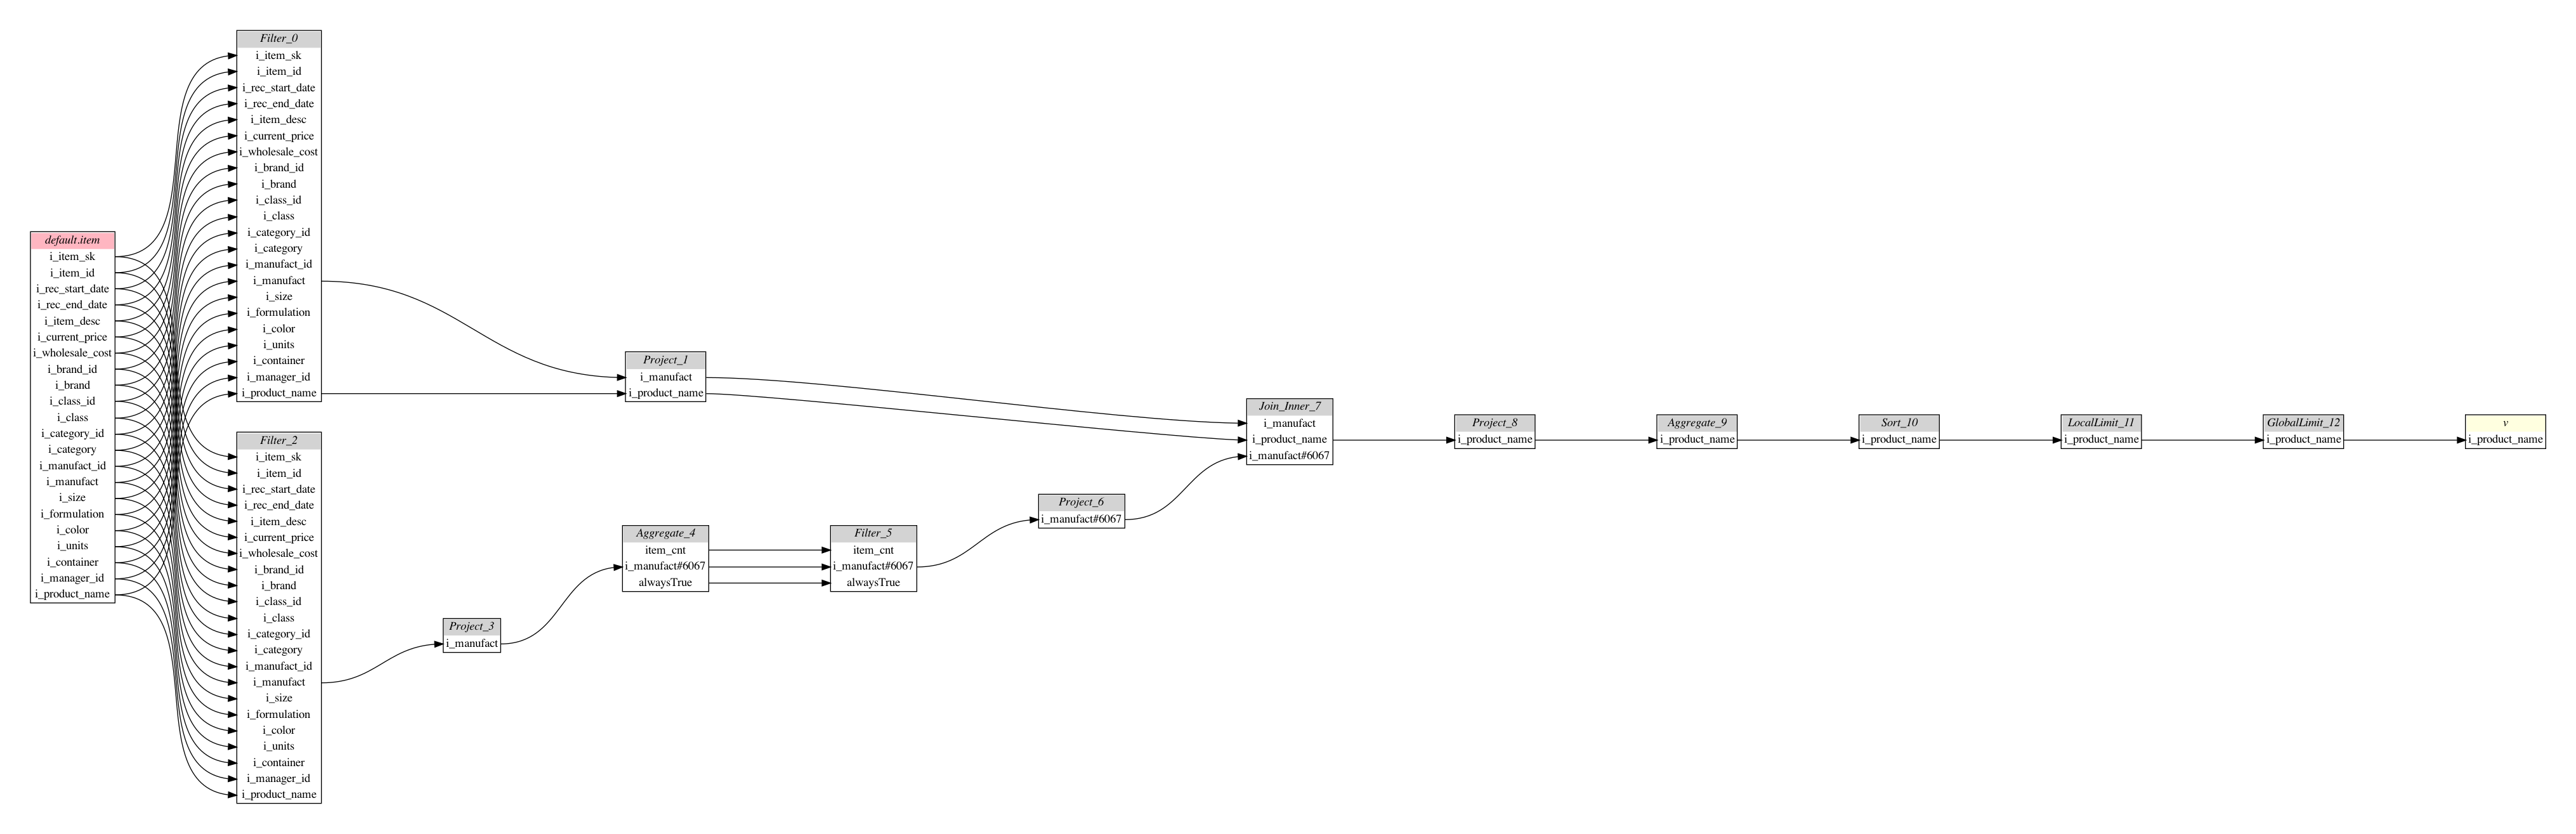 default.item
i_item_sk
i_item_id
i_rec_start_date
i_rec_end_date
i_item_desc
i_current_price
i_wholesale_cost
i_brand_id
i_brand
i_class_id
i_class
i_category_id
i_category
i_manufact_id
i_manufact
i_size
i_formulation
i_color
i_units
i_container
i_manager_id
i_product_name
Filter_0
i_item_sk
i_item_id
i_rec_start_date
i_rec_end_date
i_item_desc
i_current_price
i_wholesale_cost
i_brand_id
i_brand
i_class_id
i_class
i_category_id
i_category
i_manufact_id
i_manufact
i_size
i_formulation
i_color
i_units
i_container
i_manager_id
i_product_name
Filter_2
i_item_sk
i_item_id
i_rec_start_date
i_rec_end_date
i_item_desc
i_current_price
i_wholesale_cost
i_brand_id
i_brand
i_class_id
i_class
i_category_id
i_category
i_manufact_id
i_manufact
i_size
i_formulation
i_color
i_units
i_container
i_manager_id
i_product_name
Project_3
i_manufact
Project_1
i_manufact
i_product_name
Aggregate_4
item_cnt
i_manufact#6067
alwaysTrue
Filter_5
item_cnt
i_manufact#6067
alwaysTrue
Project_6
i_manufact#6067
Join_Inner_7
i_manufact
i_product_name
i_manufact#6067
Project_8
i_product_name
Aggregate_9
i_product_name
Sort_10
i_product_name
LocalLimit_11
i_product_name
GlobalLimit_12
i_product_name
v
i_product_name